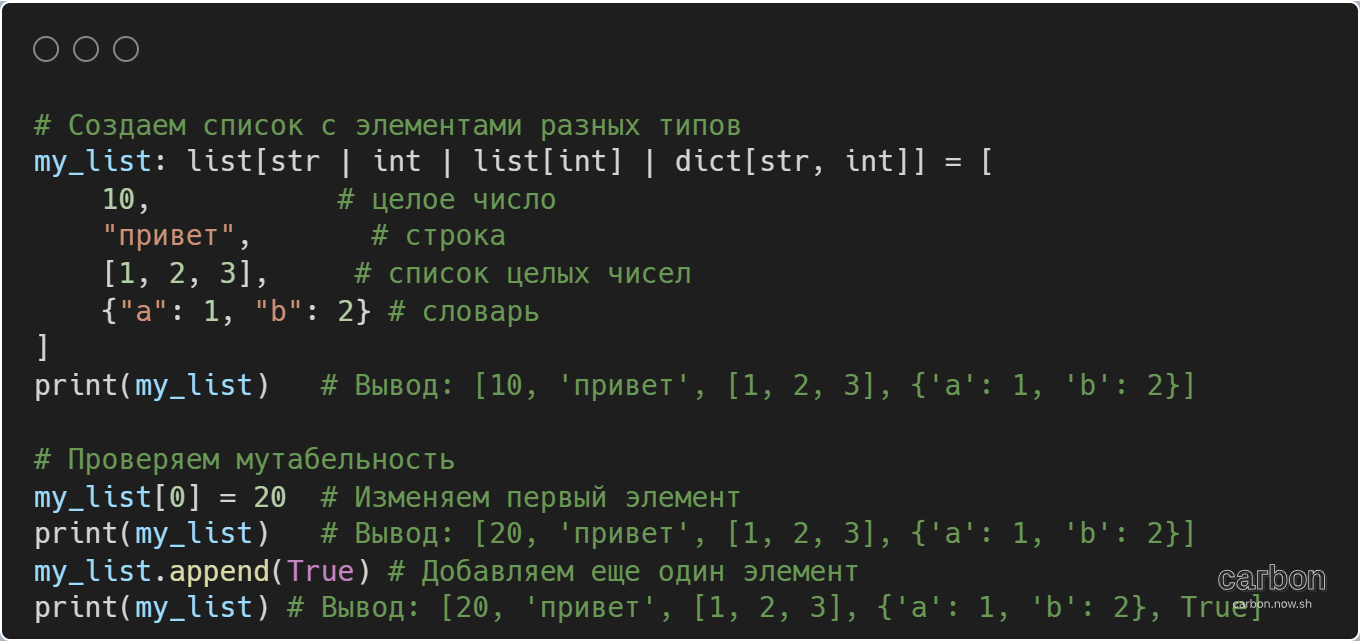 # Создаем список с элементами разных типов
my_list: list[str | int | list[int] | dict[str, int]] = [
    10,           # целое число
    "привет",       # строка
    [1, 2, 3],     # список целых чисел
    {"a": 1, "b": 2} # словарь
]
print(my_list)   # Вывод: [10, 'привет', [1, 2, 3], {'a': 1, 'b': 2}]

# Проверяем мутабельность
my_list[0] = 20  # Изменяем первый элемент
print(my_list)   # Вывод: [20, 'привет', [1, 2, 3], {'a': 1, 'b': 2}]
my_list.append(True) # Добавляем еще один элемент
print(my_list) # Вывод: [20, 'привет', [1, 2, 3], {'a': 1, 'b': 2}, True]
carbon
carbon.now.sh